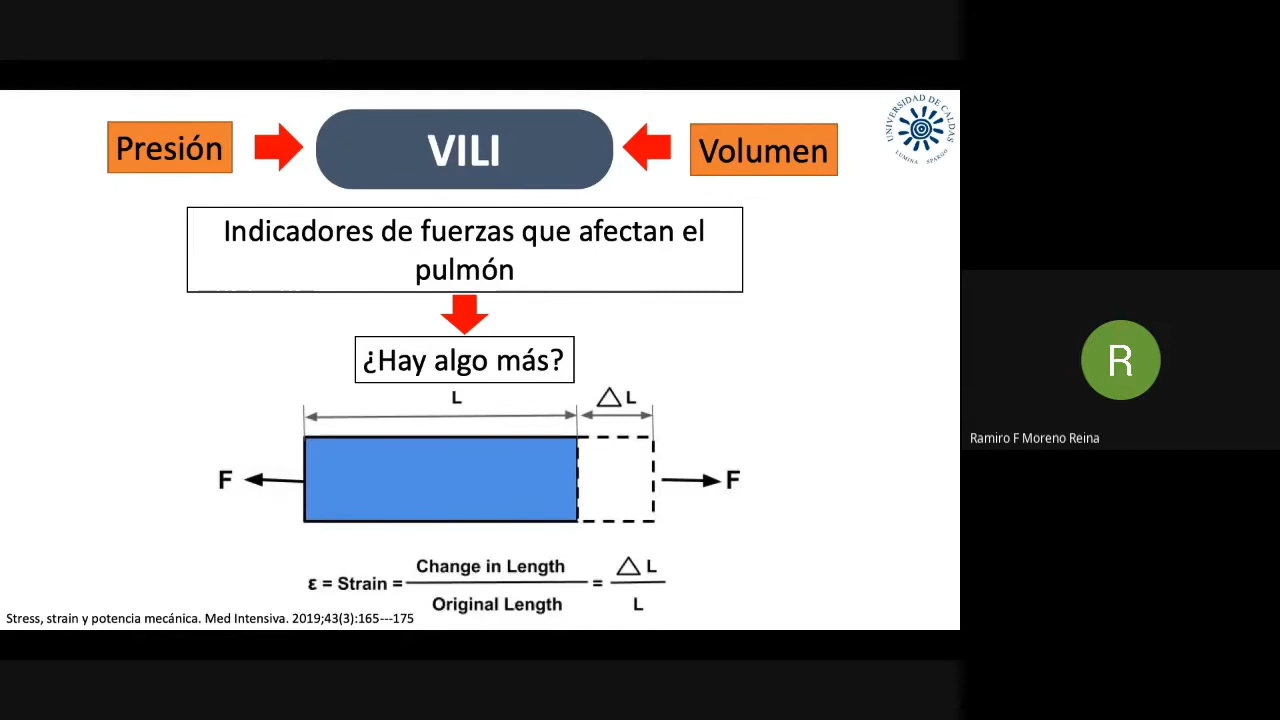 Presión
VILI
Volumen
UNIVERSIDAD DE CALDAS
LUMINA SPARGO
Indicadores de fuerzas que afectan el
pulmón
¿Hay algo más?
L
△ L
F
F
ε = Strain = Change in Length = △ L
Original Length L
Stress, strain y potencia mecánica. Med Intensiva. 2019;43(3):165---175
R
Ramiro F Moreno Reina